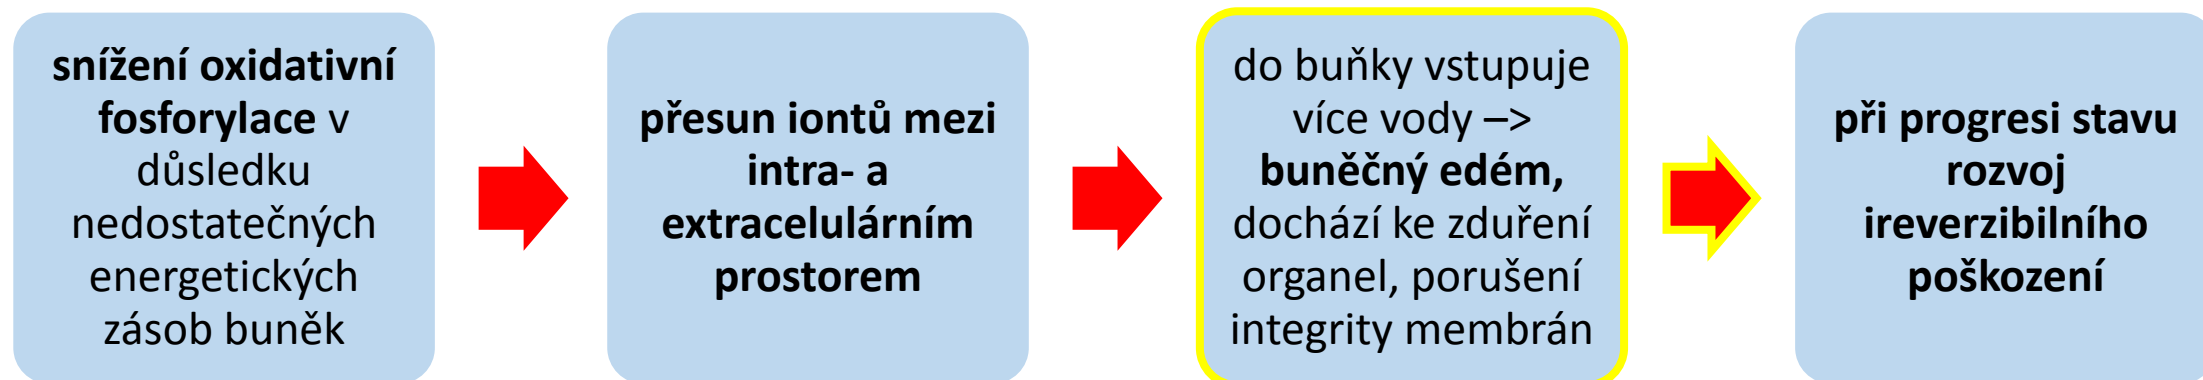 snížení oxidativní
fosforylace v
důsledku
nedostatečných
energetických
zásob buněk
přesun iontů mezi
intra- a
extracelulárním
prostorem
do buňky vstupuje
více vody –>
buněčný edém,
dochází ke zduření
organel, porušení
integrity membrán
při progresi stavu
rozvoj
ireverzibilního
poškození